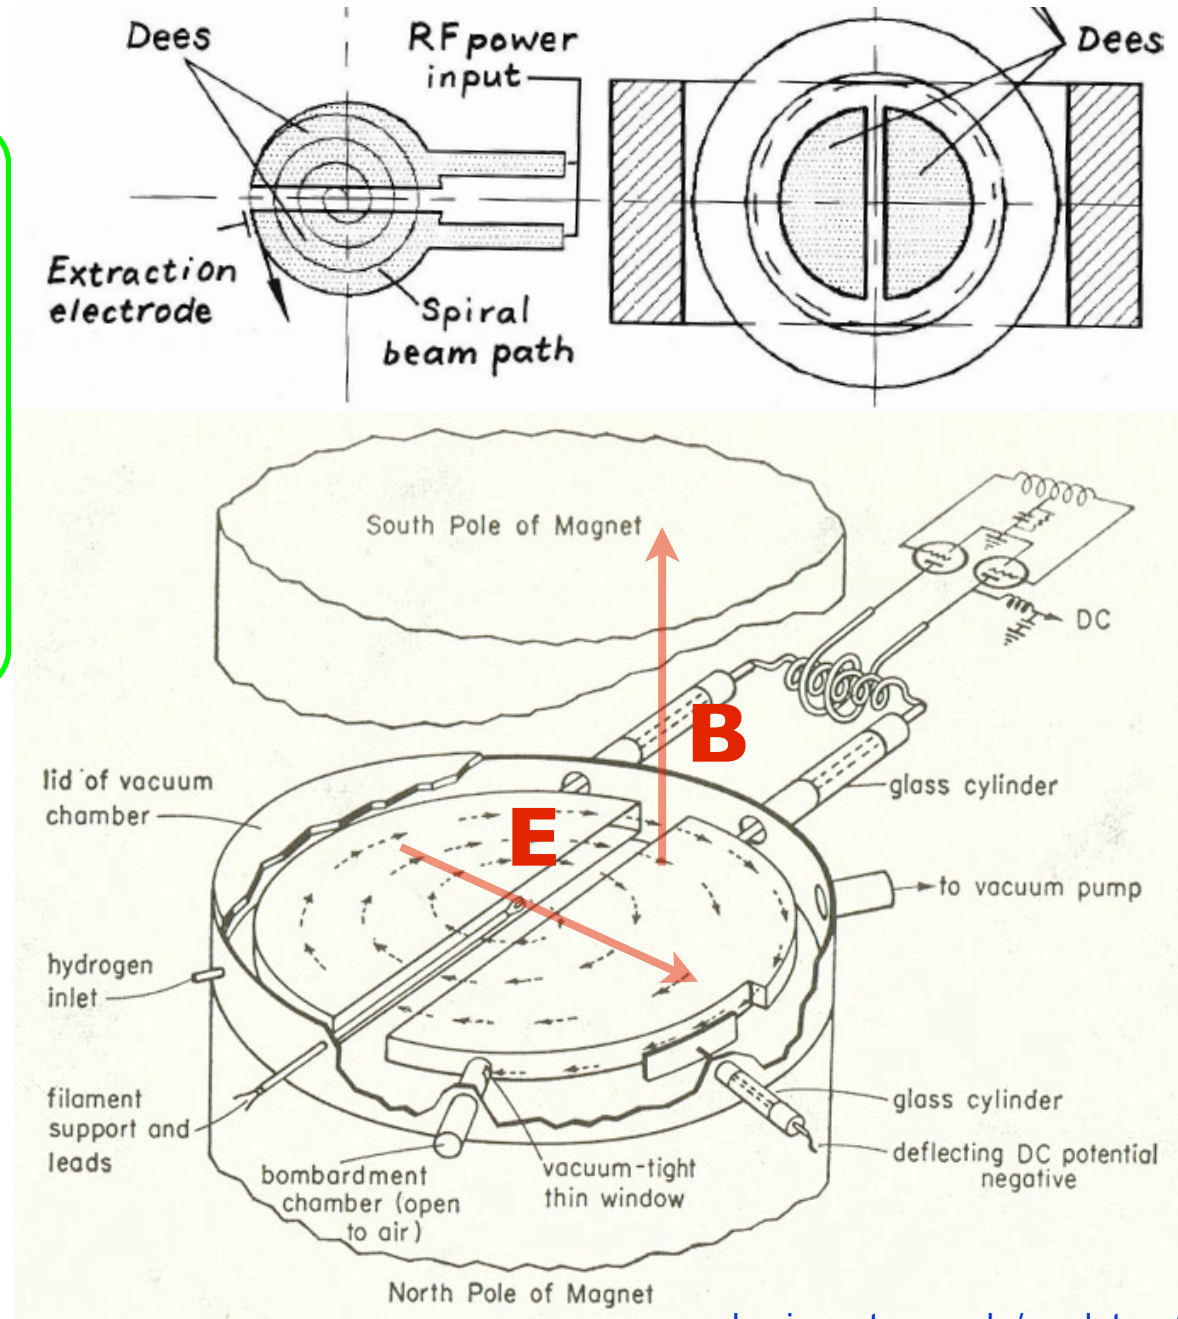 Dees
RF power
input
Dees
Extraction
electrode
Spiral
beam path
South Pole of Magnet
DC
B
lid of vacuum
chamber
glass cylinder
E
to vacuum pump
hydrogen
inlet
filament
support and
leads
glass cylinder
deflecting DC potential
negative
bombardment
chamber (open
to air)
vacuum-tight
thin window
North Pole of Magnet